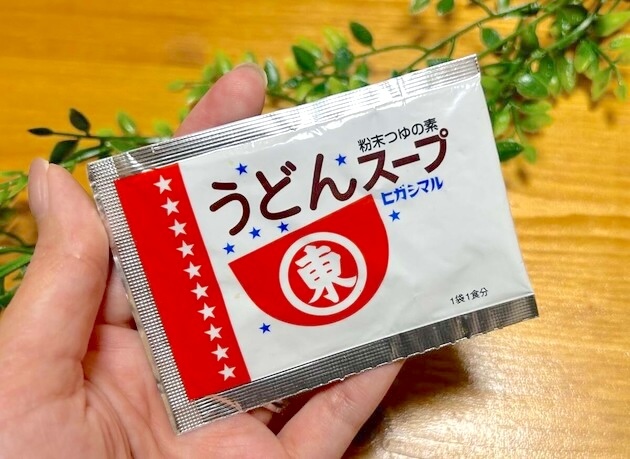 粉末つゆの素
うどんスープ
ヒガシマル
東
1袋1食分